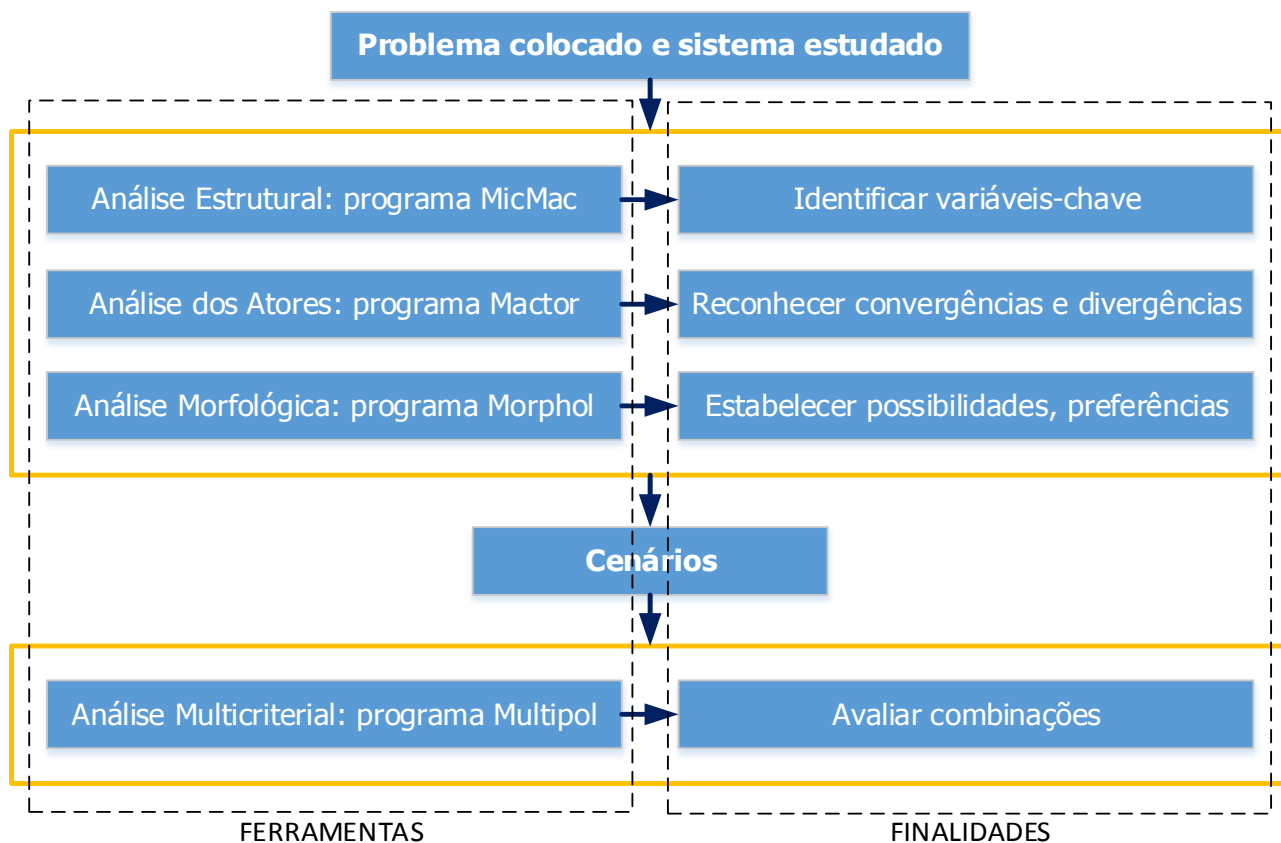 Problema colocado e sistema estudado
Análise Estrutural: programa MicMac
Identificar variáveis-chave
Análise dos Atores: programa Mactor
Reconhecer convergências e divergências
Análise Morfológica: programa Morphol
Estabelecer possibilidades, preferências
Cenários
Análise Multicriterial: programa Multipol
Avaliar combinações
FERRAMENTAS
FINALIDADES